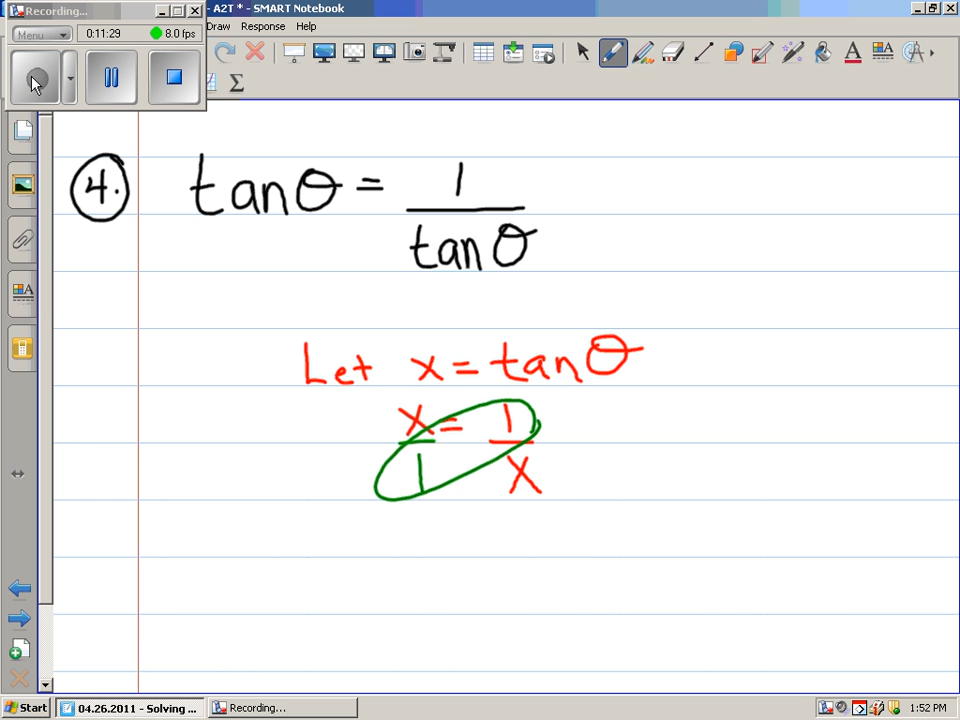 Recording...
- A2T * - SMART Notebook
Menu
0:11:29
8.0 fps
Draw Response Help
4. tanθ = 1
tanθ
Let x = tanθ
x = 1
1 x
Start
04.26.2011 - Solving ...
Recording...
1:52 PM